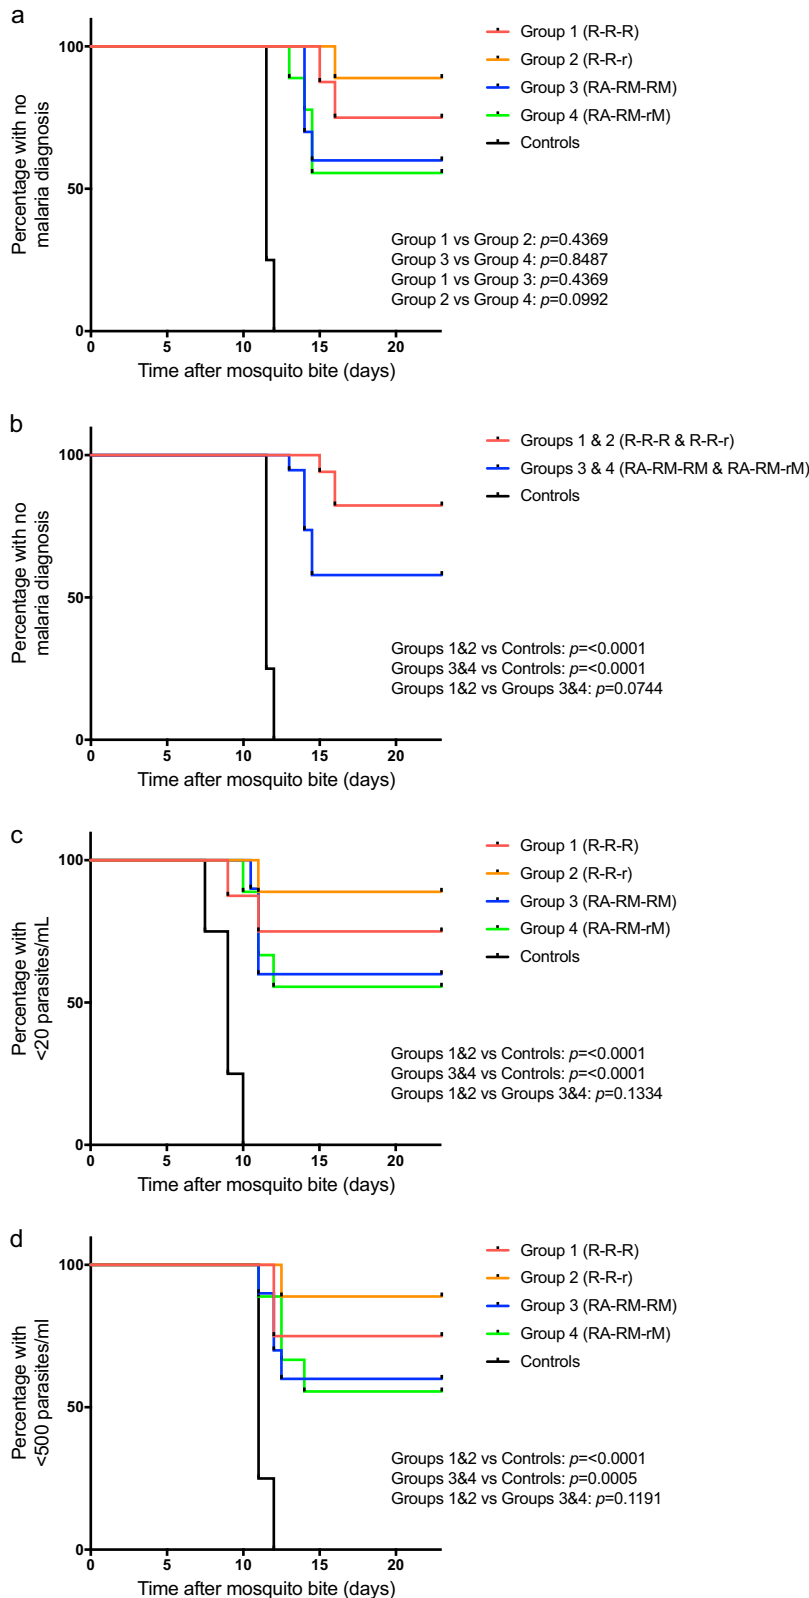 a
Percentage with no
malaria diagnosis
100
50
0
0 5 10 15 20
Time after mosquito bite (days)
Group 1 (R-R-R)
Group 2 (R-R-r)
Group 3 (RA-RM-RM)
Group 4 (RA-RM-rM)
Controls
Group 1 vs Group 2: p=0.4369
Group 3 vs Group 4: p=0.8487
Group 1 vs Group 3: p=0.4369
Group 2 vs Group 4: p=0.0992
b
Percentage with no
malaria diagnosis
100
50
0
0 5 10 15 20
Time after mosquito bite (days)
Groups 1 & 2 (R-R-R & R-R-r)
Groups 3 & 4 (RA-RM-RM & RA-RM-rM)
Controls
Groups 1&2 vs Controls: p=<0.0001
Groups 3&4 vs Controls: p=<0.0001
Groups 1&2 vs Groups 3&4: p=0.0744
c
Percentage with
<20 parasites/mL
100
50
0
0 5 10 15 20
Time after mosquito bite (days)
Group 1 (R-R-R)
Group 2 (R-R-r)
Group 3 (RA-RM-RM)
Group 4 (RA-RM-rM)
Controls
Groups 1&2 vs Controls: p=<0.0001
Groups 3&4 vs Controls: p=<0.0001
Groups 1&2 vs Groups 3&4: p=0.1334
d
Percentage with
<500 parasites/ml
100
50
0
0 5 10 15 20
Time after mosquito bite (days)
Group 1 (R-R-R)
Group 2 (R-R-r)
Group 3 (RA-RM-RM)
Group 4 (RA-RM-rM)
Controls
Groups 1&2 vs Controls: p=<0.0001
Groups 3&4 vs Controls: p=0.0005
Groups 1&2 vs Groups 3&4: p=0.1191